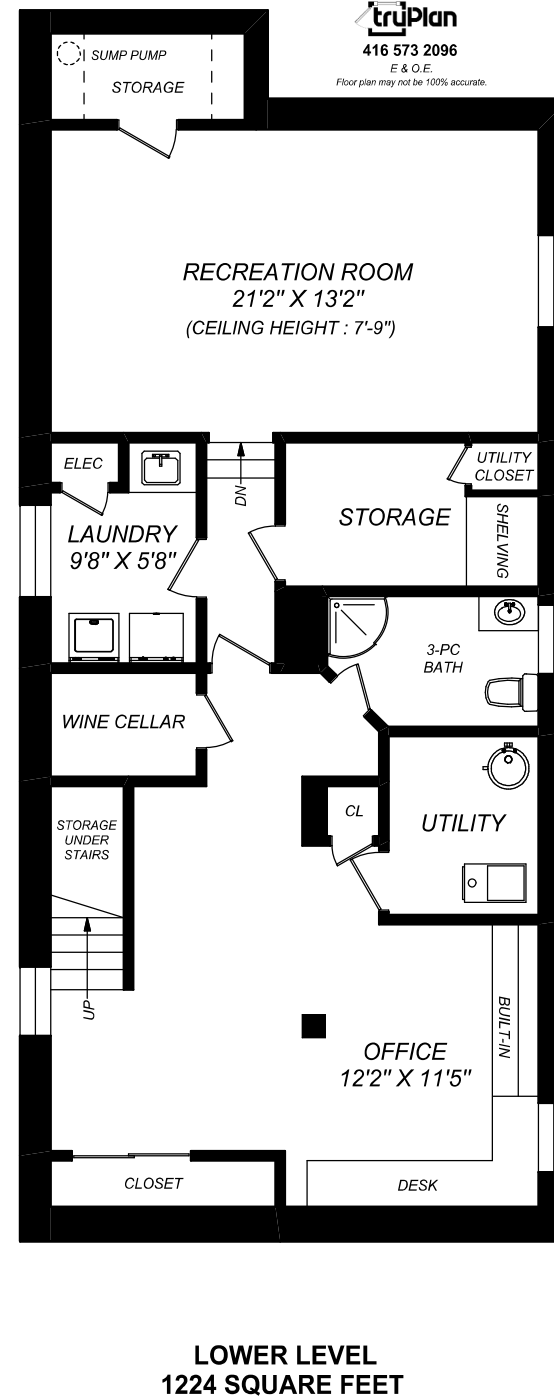 trüPlan
416 573 2096
E & O.E.
Floor plan may not be 100% accurate.
SUMP PUMP
STORAGE
RECREATION ROOM
21'2" X 13'2"
(CEILING HEIGHT : 7'-9")
ELEC
DN
UTILITY
CLOSET
STORAGE
SHELVING
LAUNDRY
9'8" X 5'8"
3-PC
BATH
WINE CELLAR
STORAGE
UNDER
STAIRS
CL
UTILITY
UP
BUILT-IN
OFFICE
12'2" X 11'5"
CLOSET
DESK
LOWER LEVEL
1224 SQUARE FEET